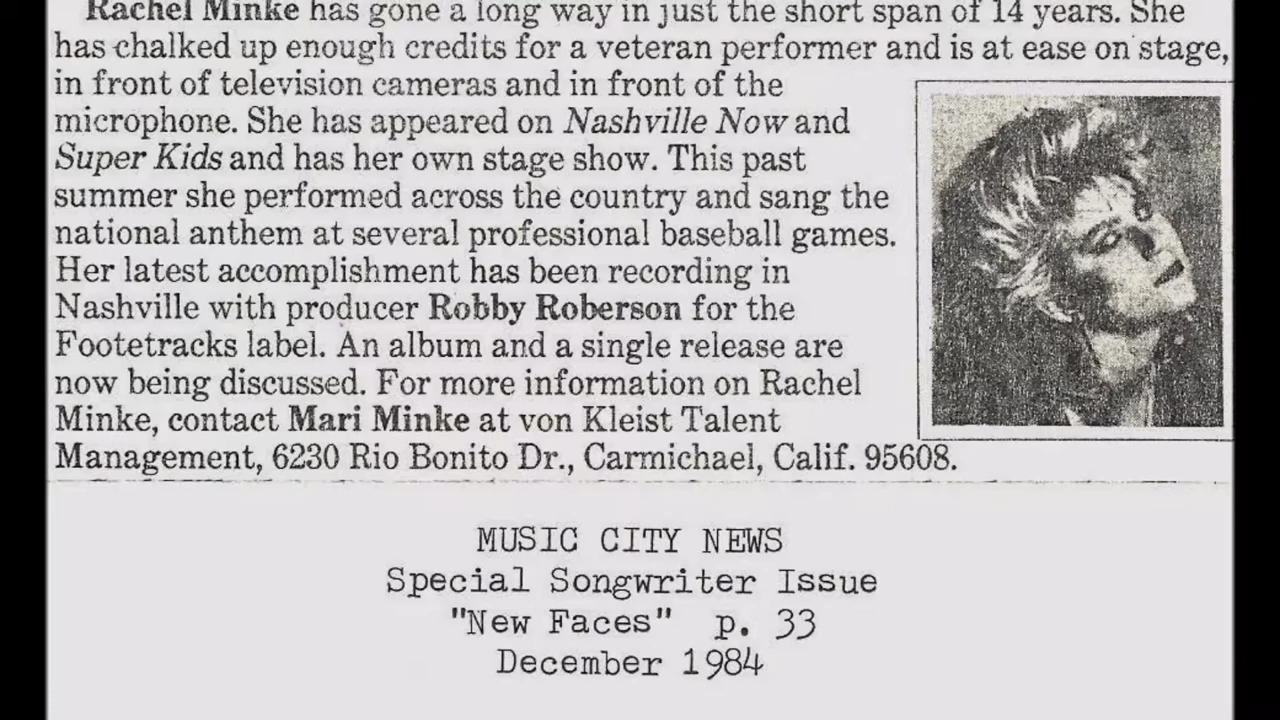 Rachel Minke has gone a long way in just the short span of 14 years. She
has chalked up enough credits for a veteran performer and is at ease on stage,
in front of television cameras and in front of the
microphone. She has appeared on Nashville Now and
Super Kids and has her own stage show. This past
summer she performed across the country and sang the
national anthem at several professional baseball games.
Her latest accomplishment has been recording in
Nashville with producer Robby Roberson for the
Footetracks label. An album and a single release are
now being discussed. For more information on Rachel
Minke, contact Mari Minke at von Kleist Talent
Management, 6230 Rio Bonito Dr., Carmichael, Calif. 95608.
MUSIC CITY NEWS
Special Songwriter Issue
"New Faces" p. 33
December 1984